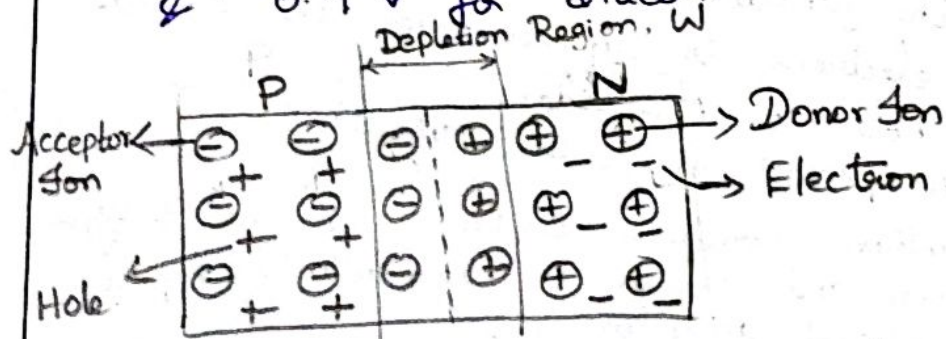 Depletion Region, W
P
N
Acceptor Ion
Donor Ion
Electron
Hole
⊖ ⊖ ⊖ ⊕ ⊕ ⊕
+ + - -
⊖ ⊖ ⊖ ⊕ ⊕ ⊕
+ + - -
⊖ ⊖ ⊖ ⊕ ⊕ ⊕
+ + - -